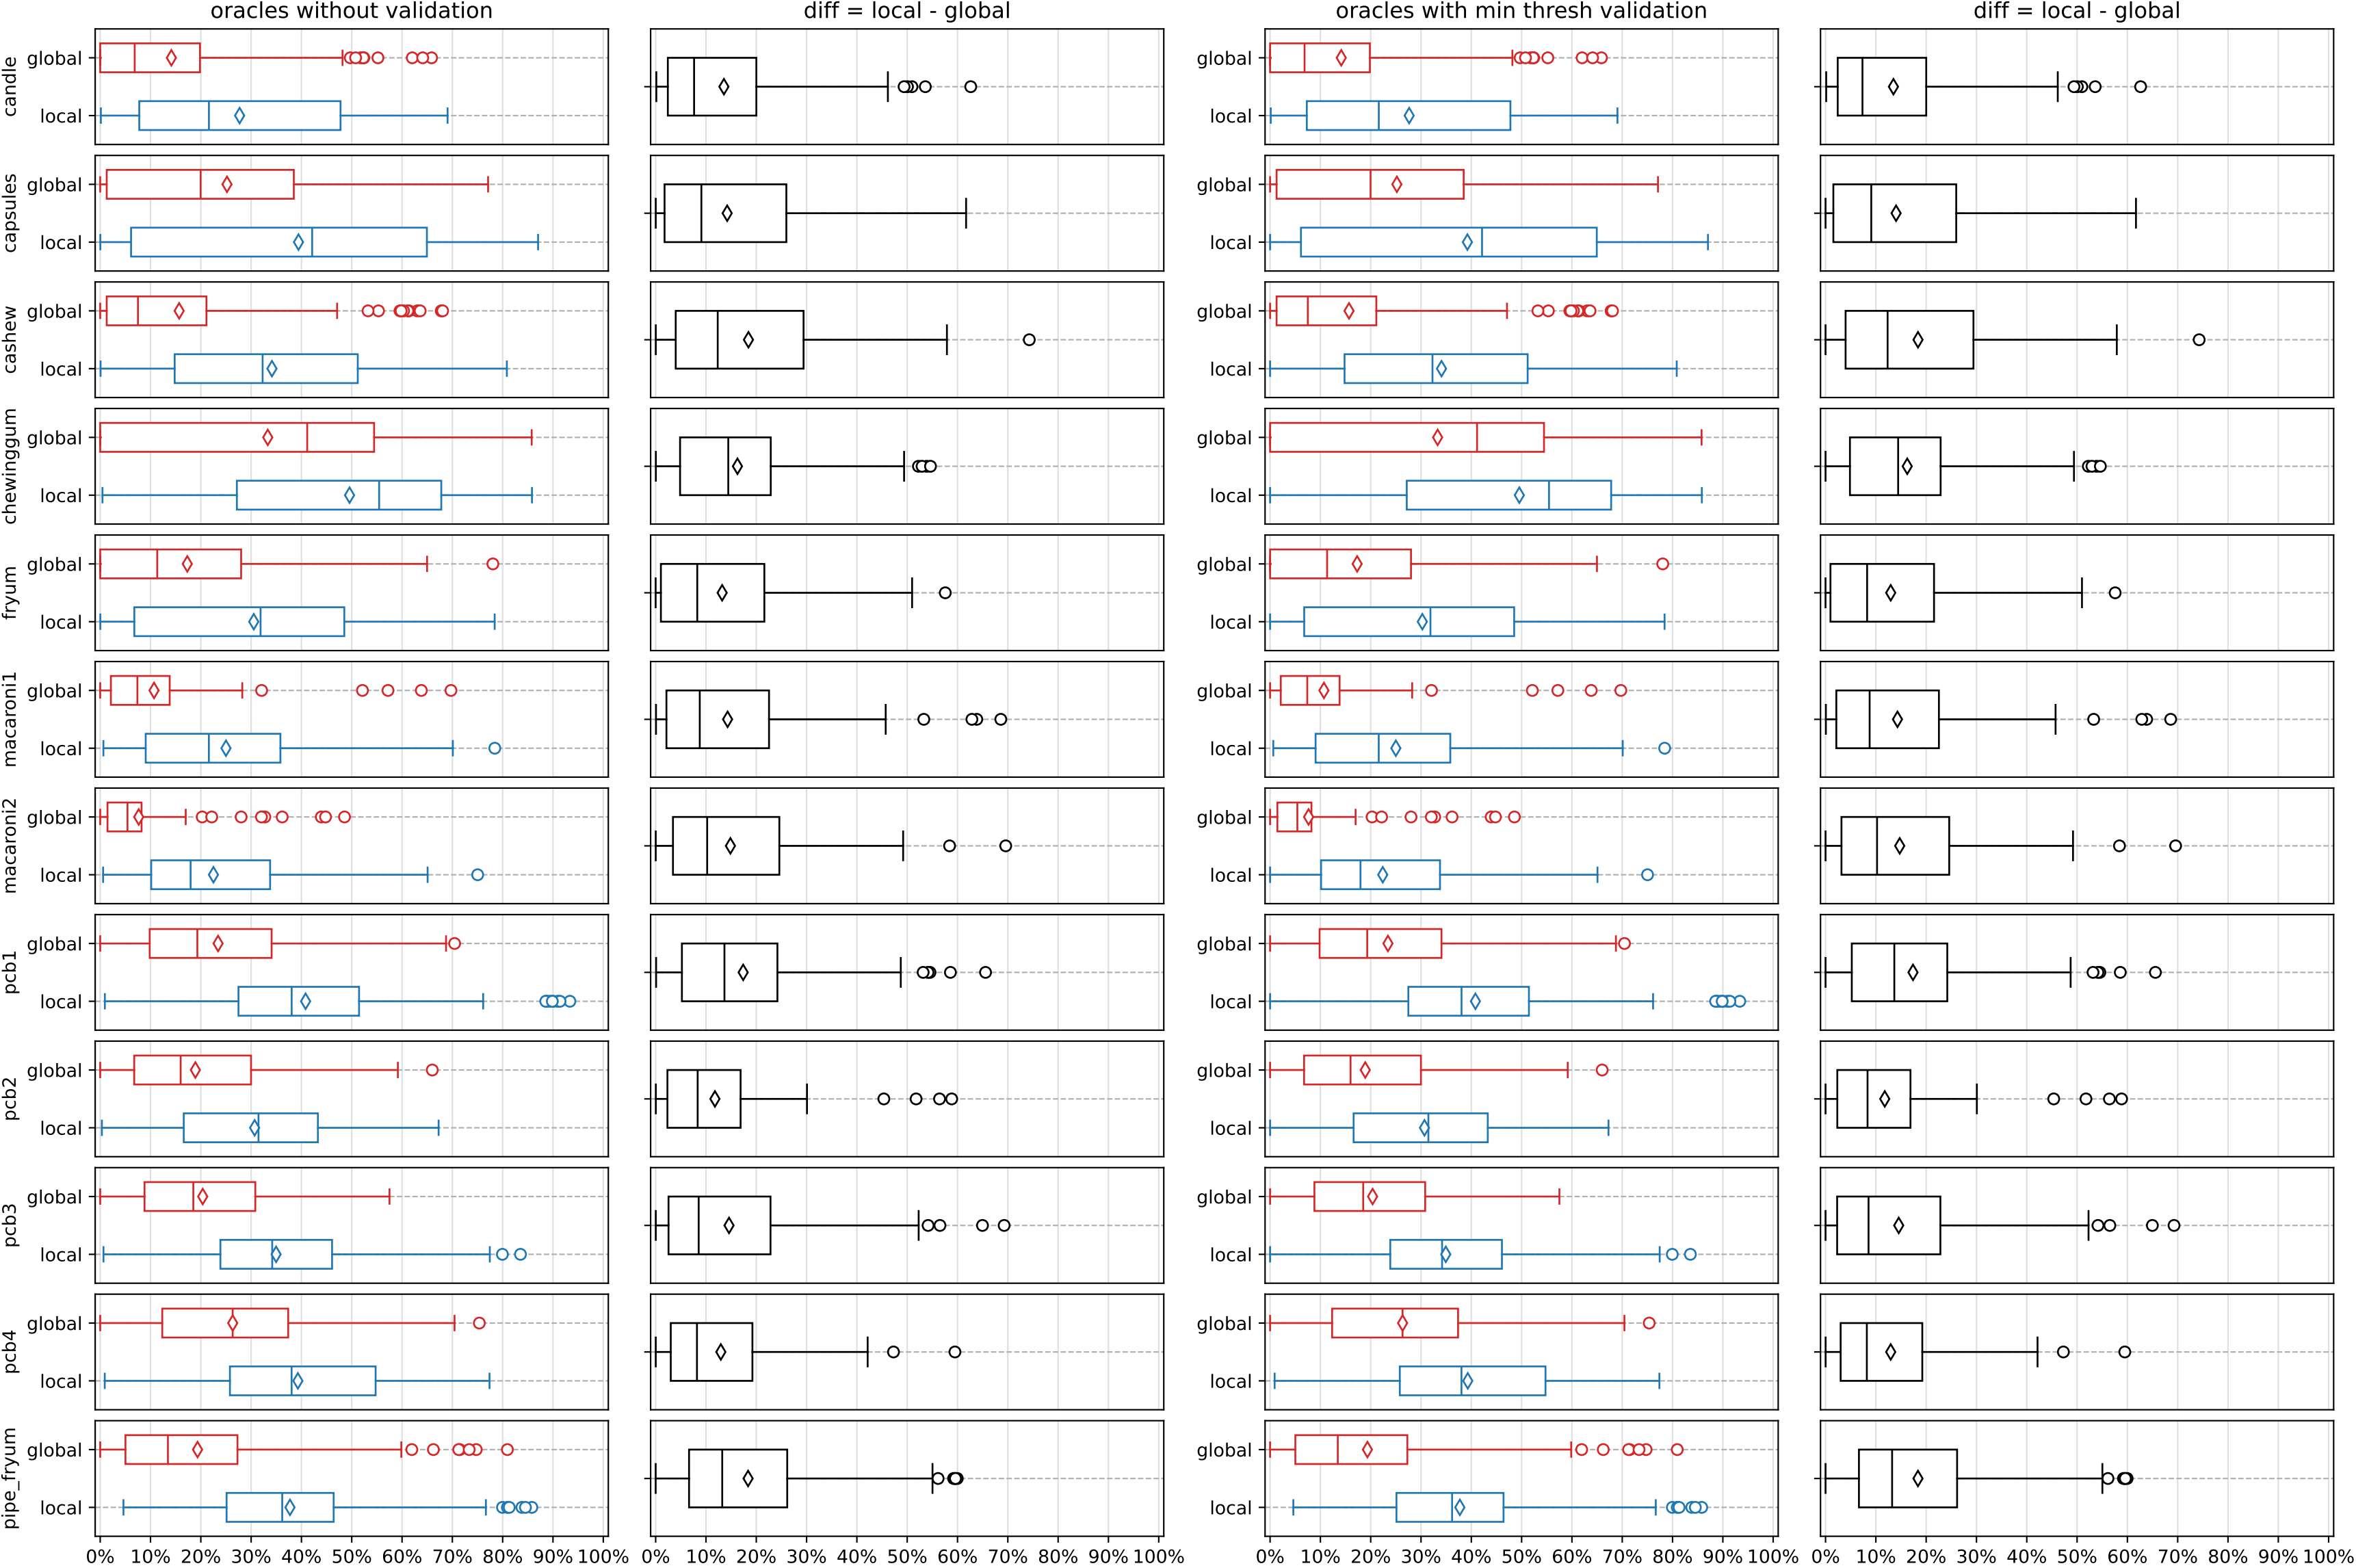 oracles without validation diff = local - global oracles with min thresh validation diff = local - global
candle
global global
local local
capsules
global global
local local
cashew
global global
local local
chewinggum
global global
local local
fryum
global global
local local
macaroni1
global global
local local
macaroni2
global global
local local
pcb1
global global
local local
pcb2
global global
local local
pcb3
global global
local local
pcb4
global global
local local
pipe_fryum
global global
local local
0% 10% 20% 30% 40% 50% 60% 70% 80% 90% 100% 0% 10% 20% 30% 40% 50% 60% 70% 80% 90% 100% 0% 10% 20% 30% 40% 50% 60% 70% 80% 90% 100% 0% 10% 20% 30% 40% 50% 60% 70% 80% 90% 100%